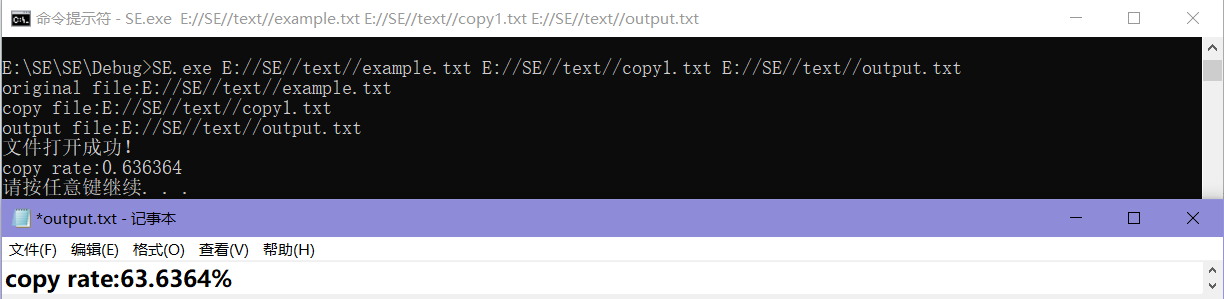 命令提示符 - SE.exe  E://SE//text//example.txt E://SE//text//copy1.txt E://SE//text//output.txt
E:\SE\SE\Debug>SE.exe E://SE//text//example.txt E://SE//text//copy1.txt E://SE//text//output.txt
original file:E://SE//text//example.txt
copy file:E://SE//text//copy1.txt
output file:E://SE//text//output.txt
文件打开成功!
copy rate:0.636364
请按任意键继续. . .
*output.txt - 记事本
文件(F) 编辑(E) 格式(O) 查看(V) 帮助(H)
copy rate:63.6364%